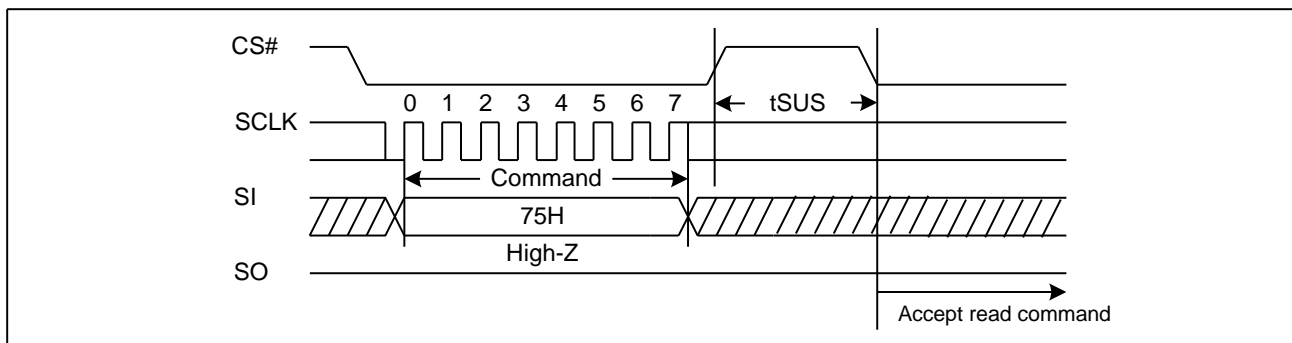 CS#
tSUS
0 1 2 3 4 5 6 7
SCLK
Command
SI
75H
High-Z
SO
Accept read command